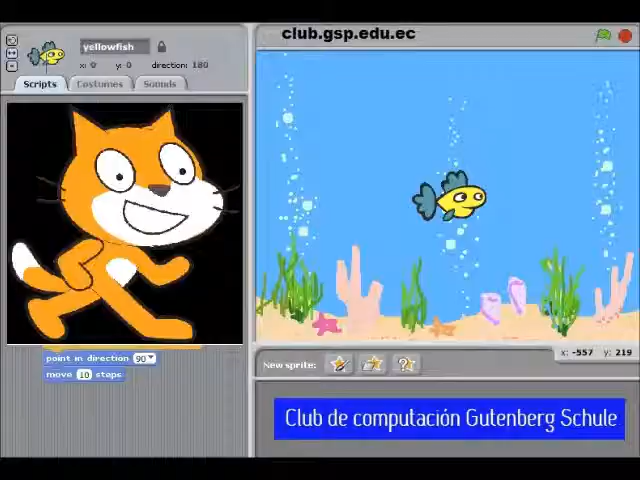 club.gsp.edu.ec
yellowfish
x: 0 y: 0 direction: 180
Scripts Costumes Sounds
point in direction 90
move 10 steps
x: -557 y: 219
New sprite:
Club de computación Gutenberg Schule